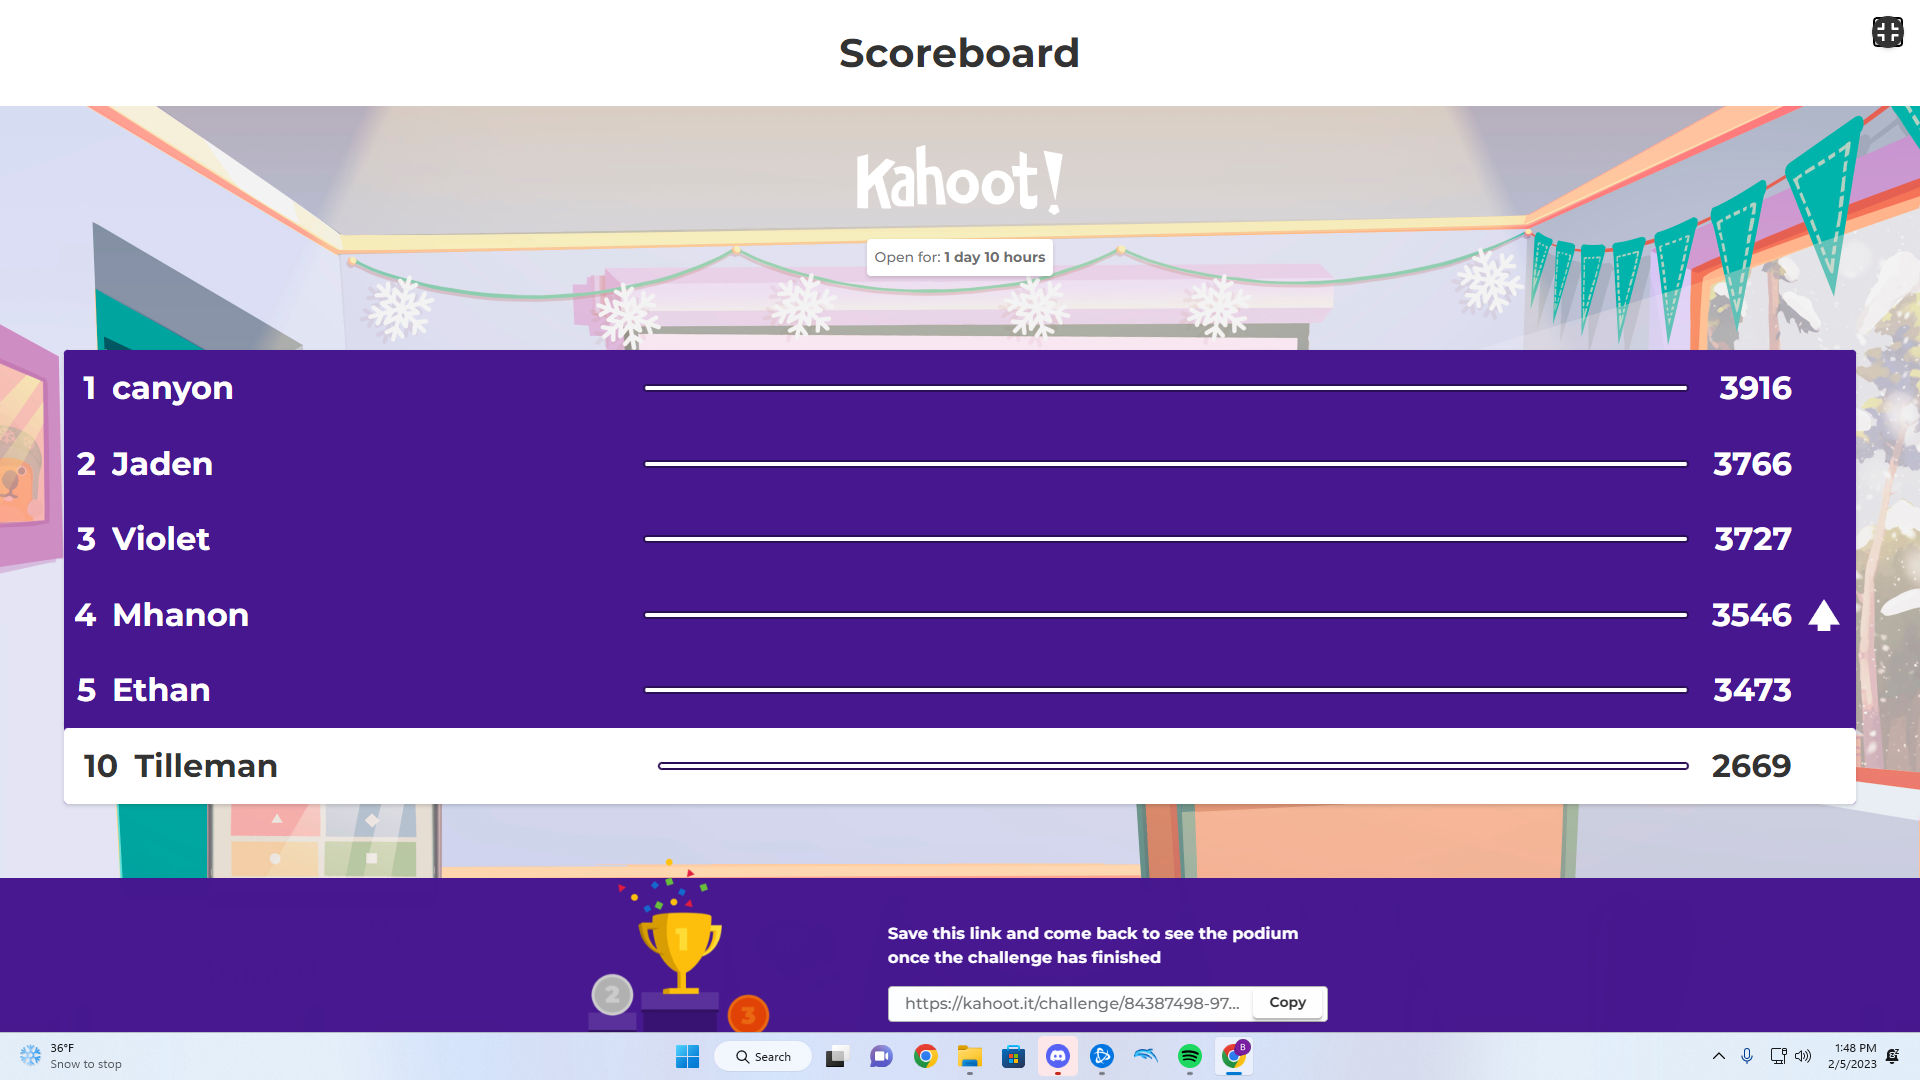 Scoreboard
Kahoot!
Open for: 1 day 10 hours
1 canyon 3916
2 Jaden 3766
3 Violet 3727
4 Mhanon 3546
5 Ethan 3473
10 Tilleman 2669
1
2
3
Save this link and come back to see the podium
once the challenge has finished
https://kahoot.it/challenge/84387498-97... Copy
36°F
Snow to stop
Search
B
1:48 PM
2/5/2023